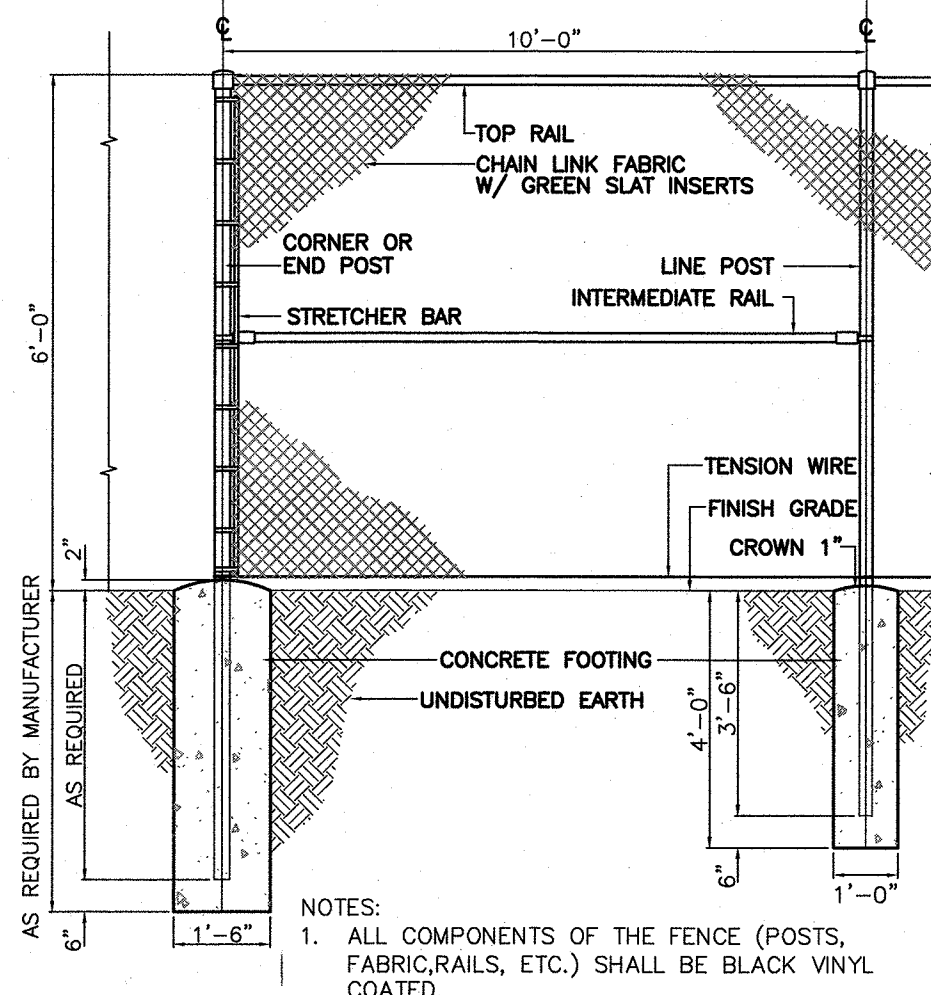 ℄ ℄
10'-0"
TOP RAIL
CHAIN LINK FABRIC
W/ GREEN SLAT INSERTS
CORNER OR
END POST
LINE POST
INTERMEDIATE RAIL
STRETCHER BAR
6'-0"
TENSION WIRE
FINISH GRADE
CROWN 1"
2"
AS REQUIRED BY MANUFACTURER
AS REQUIRED
CONCRETE FOOTING
UNDISTURBED EARTH
4'-0"
3'-6"
6"
1'-0"
6"
1'-6"
NOTES:
1. ALL COMPONENTS OF THE FENCE (POSTS,
FABRIC,RAILS, ETC.) SHALL BE BLACK VINYL
COATED